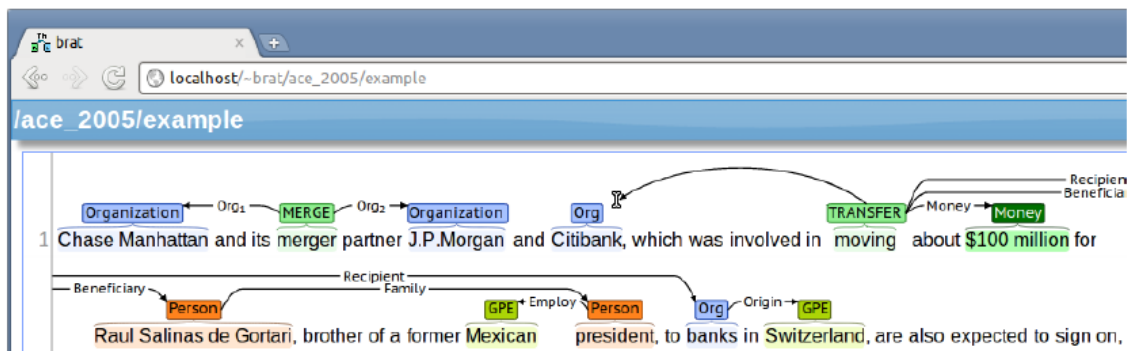 brat
localhost/~brat/ace_2005/example
/ace_2005/example
Recipien
Beneficia
Organization Org₁ MERGE Org₂ Organization Org TRANSFER Money Money
1 Chase Manhattan and its merger partner J.P.Morgan and Citibank, which was involved in moving about $100 million for
Recipient
Beneficiary Family
Person GPE Employ Person Org Origin GPE
Raul Salinas de Gortari, brother of a former Mexican president, to banks in Switzerland, are also expected to sign on,